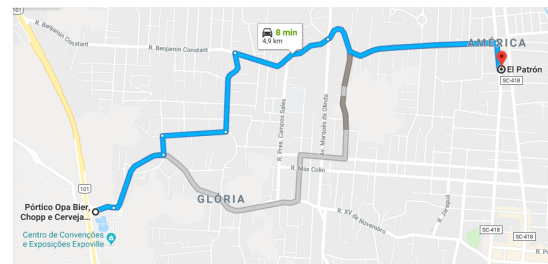 101
R. Benjamin Constant
R. Benjamin Constant
8 min
4,9 km
AMÉRICA
El Patrón
SC-418
R. Pres. Campos Sales
Av. Marquês de Olinda
101
R. Max Colin
GLÓRIA
Pórtico Opa Bier,
Chopp e Cerveja...
R. XV de Novembro
R. Jaraguá
Centro de Convenções
e Exposições Expoville
SC-418
SC-418